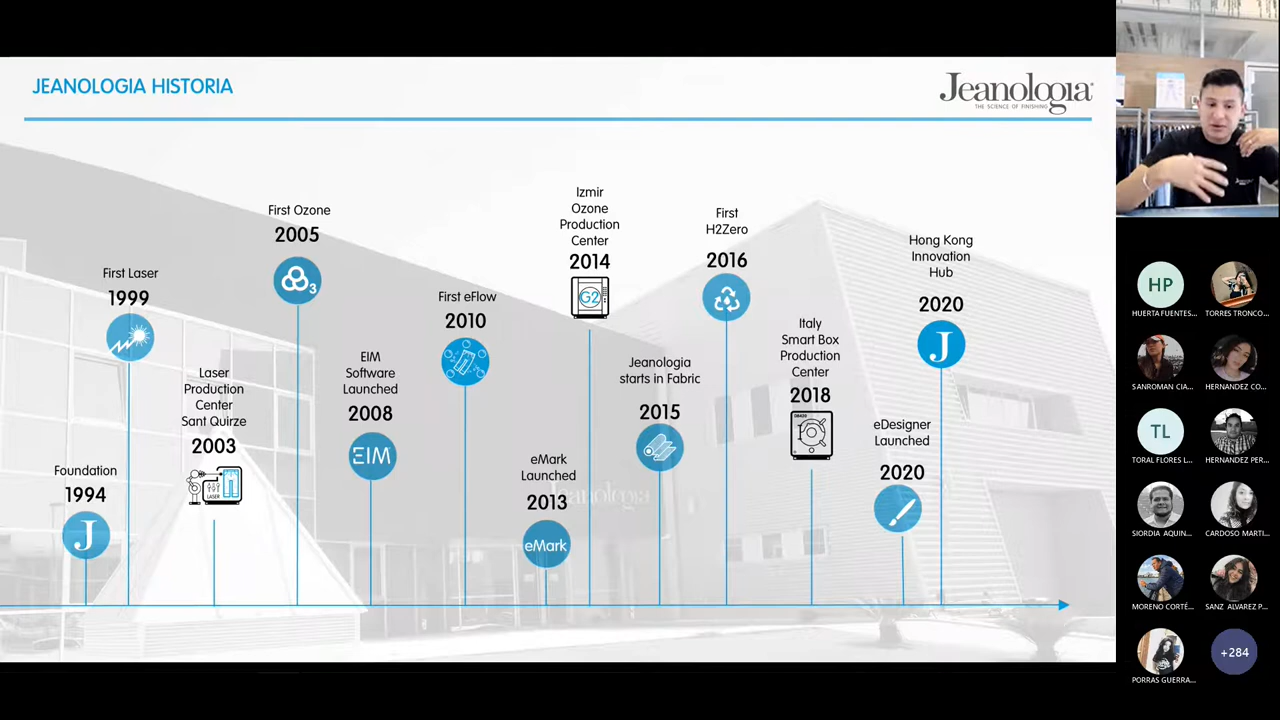 JEANOLOGIA HISTORIA
Jeanologia
THE SCIENCE OF FINISHING
Foundation
1994
J
First Laser
1999
Laser
Production
Center
Sant Quirze
2003
LASER
First Ozone
2005
3
EIM
Software
Launched
2008
EIM
First eFlow
2010
eMark
Launched
2013
eMark
Izmir
Ozone
Production
Center
2014
G2
Jeanologia
starts in Fabric
2015
Jeanologia
First
H2Zero
2016
Italy
Smart Box
Production
Center
2018
eDesigner
Launched
2020
Hong Kong
Innovation
Hub
2020
J
HP
HUERTA FUENTES...
TORRES TRONCO...
SANROMAN CIA...
HERNANDEZ CO...
TL
TORAL FLORES L...
HERNANDEZ PER...
SIORDIA AQUIN...
CARDOSO MARTI...
MORENO CORTÉ...
SANZ ALVAREZ P...
PORRAS GUERRA...
+284